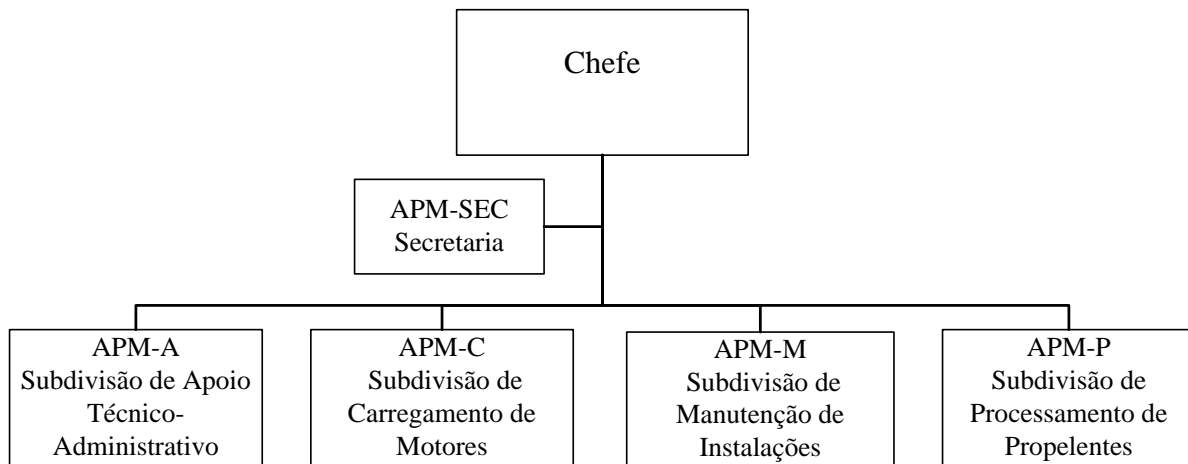 Chefe
APM-SEC
Secretaria
APM-A
Subdivisão de Apoio
Técnico-
Administrativo
APM-C
Subdivisão de
Carregamento de
Motores
APM-M
Subdivisão de
Manutenção de
Instalações
APM-P
Subdivisão de
Processamento de
Propelentes